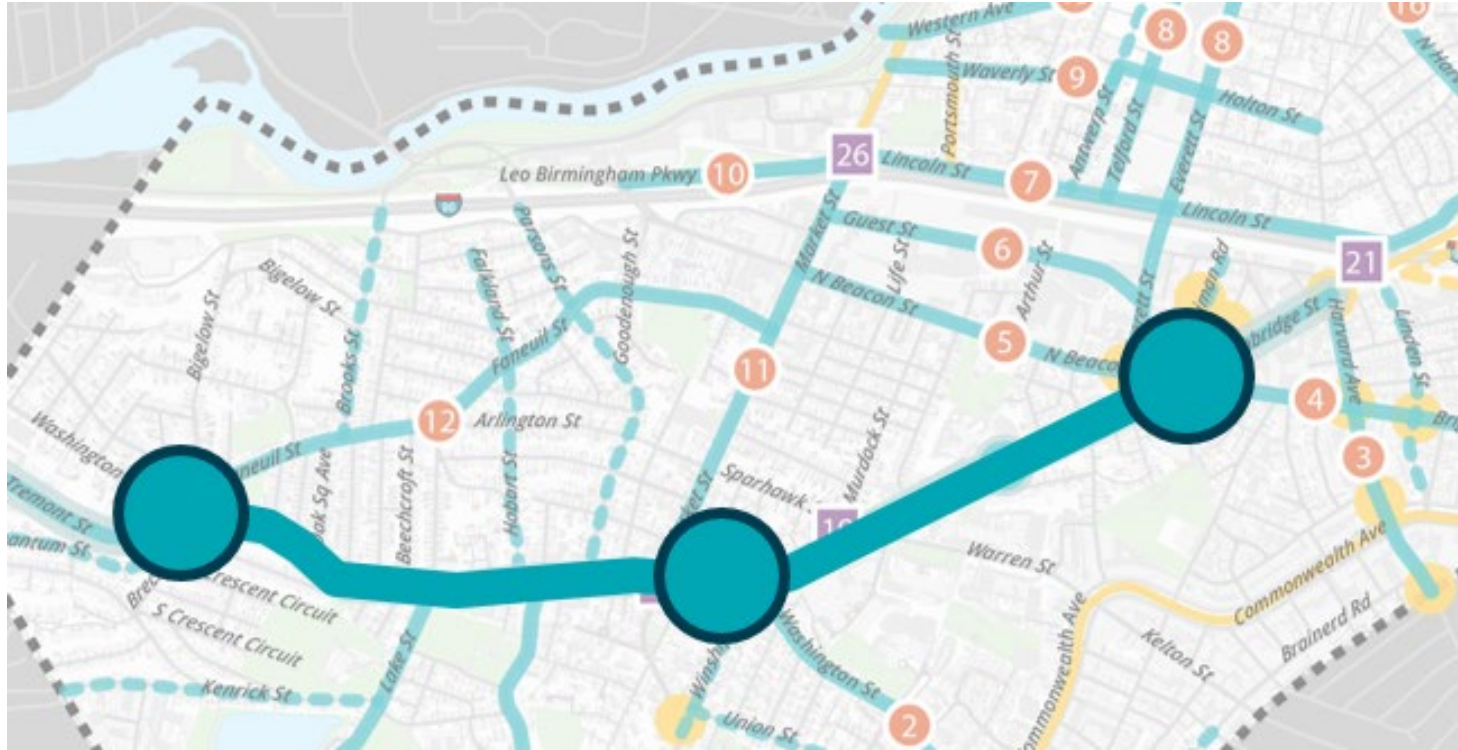 Western Ave
8
8
Waverly St
9
Portsmouth St
Antwerp St
Telford St
Everett St
Holton St
26
Lincoln St
7
Lincoln St
Leo Birmingham Pkwy
10
90
Market St
Guest St
6
21
Parsons St
Falkland St
Goodenough St
Life St
Arthur St
N Beacon St
5
Bigelow St
Bigelow St
Brooks St
Faneuil St
11
Harvard Ave
Linden St
4
12
Arlington St
Murdock St
3
Washington
Tremont St
Beechcroft St
Hobart St
Sparhawk
Warren St
Commonwealth Ave
Crescent Circuit
S Crescent Circuit
Brainerd Rd
Kelton St
Commonwealth Ave
Kenrick St
Lake St
Washington St
2
Union St